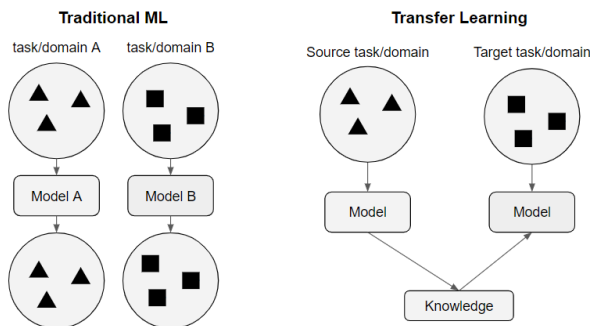 Traditional ML
Transfer Learning
task/domain A
task/domain B
Source task/domain
Target task/domain
Model A
Model B
Model
Model
Knowledge